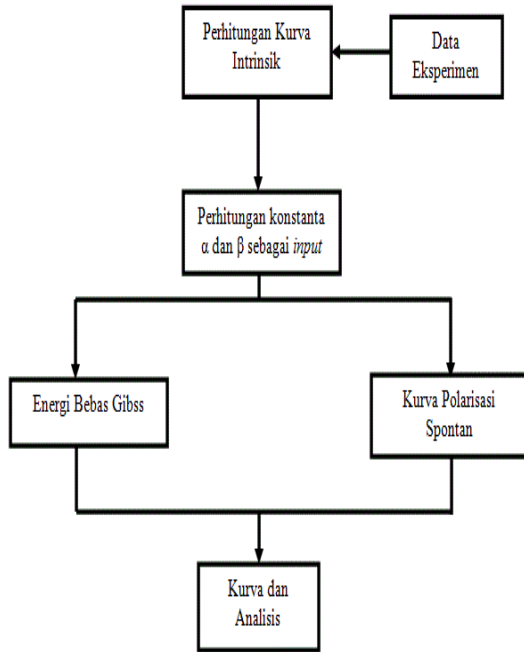 Perhitungan Kurva
Intrinsik
Data
Eksperimen
Perhitungan konstanta
α dan β sebagai input
Energi Bebas Gibss
Kurva Polarisasi
Spontan
Kurva dan
Analisis